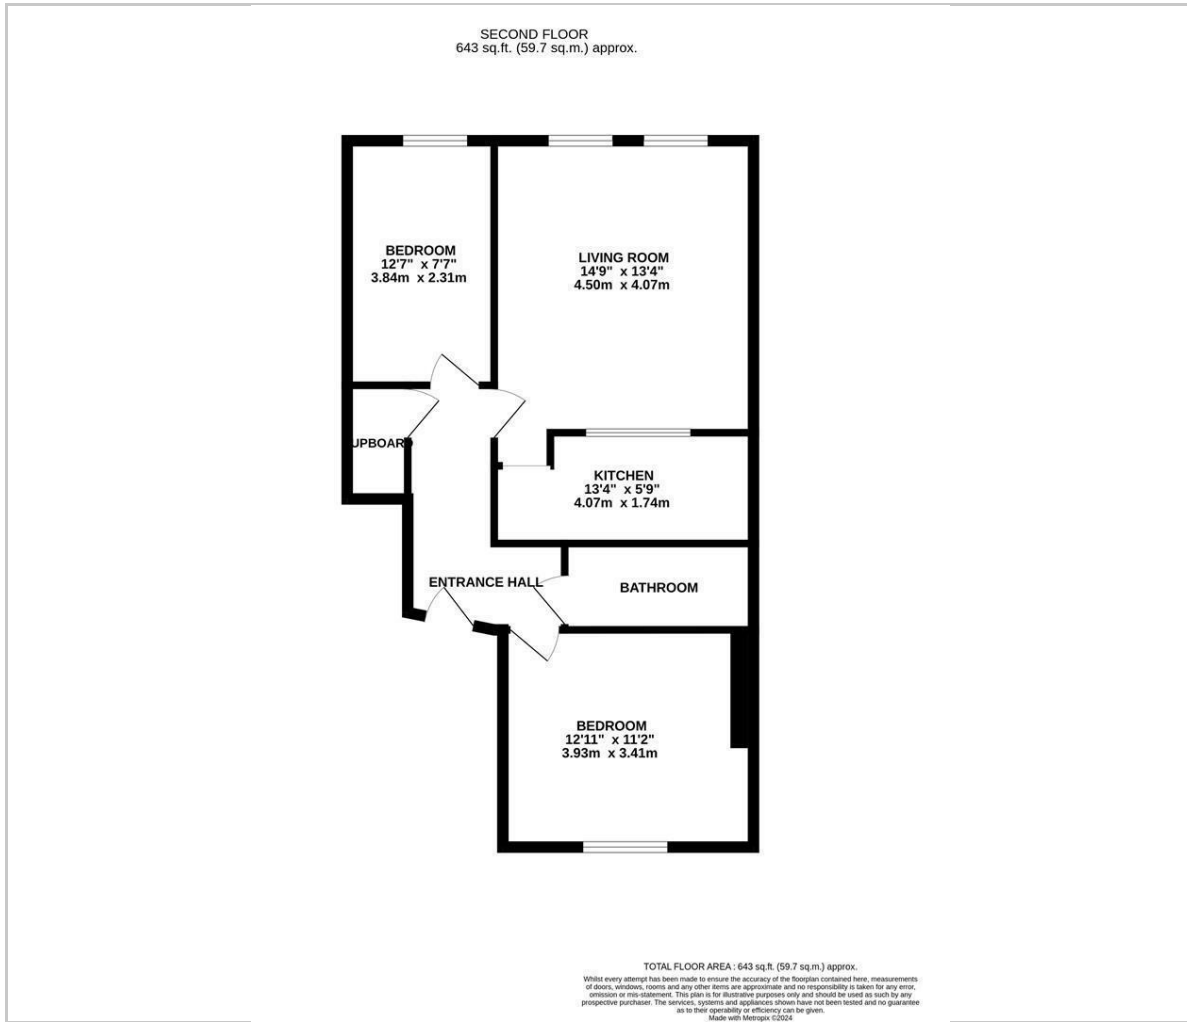 SECOND FLOOR
643 sq.ft. (59.7 sq.m.) approx.
BEDROOM
12'7" x 7'7"
3.84m x 2.31m
LIVING ROOM
14'9" x 13'4"
4.50m x 4.07m
UPBOARD
KITCHEN
13'4" x 5'9"
4.07m x 1.74m
ENTRANCE HALL
BATHROOM
BEDROOM
12'11" x 11'2"
3.93m x 3.41m
TOTAL FLOOR AREA : 643 sq.ft. (59.7 sq.m.) approx.
Whilst every attempt has been made to ensure the accuracy of the floorplan contained here, measurements
of doors, windows, rooms and any other items are approximate and no responsibility is taken for any error,
omission or mis-statement. This plan is for illustrative purposes only and should be used as such by any
prospective purchaser. The services, systems and appliances shown have not been tested and no guarantee
as to their operability or efficiency can be given.
Made with Metropix ©2024